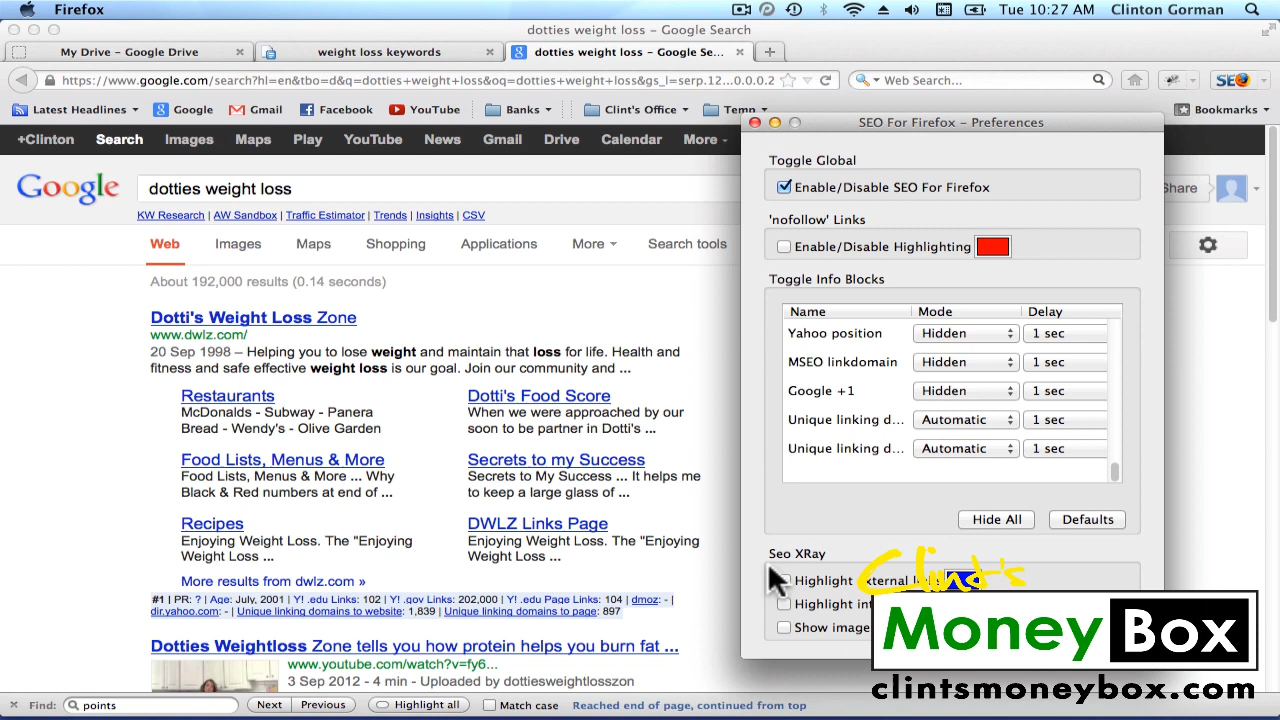 Firefox
Tue 10:27 AM Clinton Gorman
dotties weight loss - Google Search
My Drive - Google Drive
weight loss keywords
dotties weight loss - Google Se...
https://www.google.com/search?hl=en&tbo=d&q=dotties+weight+loss&oq=dotties+weight+loss&gs_l=serp.12...0.0.0.2
Web Search...
SEO
Latest Headlines Google Gmail Facebook YouTube Banks Clint's Office Temp Bookmarks
+Clinton Search Images Maps Play YouTube News Gmail Drive Calendar More
Share
Google
dotties weight loss
KW Research | AW Sandbox | Traffic Estimator | Trends | Insights | CSV
Web Images Maps Shopping Applications More Search tools
About 192,000 results (0.14 seconds)
Dotti's Weight Loss Zone
www.dwlz.com/
20 Sep 1998 – Helping you to lose weight and maintain that loss for life. Health and
fitness and safe effective weight loss is our goal. Join our community and ...
Restaurants
McDonalds - Subway - Panera
Bread - Wendy's - Olive Garden
Dotti's Food Score
When we were approached by our
soon to be partner in Dotti's ...
Food Lists, Menus & More
Food Lists, Menus & More ... Why
Black & Red numbers at end of ...
Secrets to my Success
Secrets to My Success ... It helps me
to keep a large glass of ...
Recipes
Enjoying Weight Loss. The "Enjoying
Weight Loss ...
DWLZ Links Page
Enjoying Weight Loss. The "Enjoying
Weight Loss ...
More results from dwlz.com »
#1 | PR: ? | Age: July, 2001 | Y! .edu Links: 102 | Y! .gov Links: 202,000 | Y! .edu Page Links: 104 | dmoz: - |
dir.yahoo.com: - | Unique linking domains to website: 1,839 | Unique linking domains to page: 897
Dotties Weightloss Zone tells you how protein helps you burn fat ...
www.youtube.com/watch?v=fy6...
3 Sep 2012 - 4 min - Uploaded by dottiesweightlosszon
SEO For Firefox – Preferences
Toggle Global
Enable/Disable SEO For Firefox
'nofollow' Links
Enable/Disable Highlighting
Toggle Info Blocks
Name Mode Delay
Yahoo position Hidden 1 sec
MSEO linkdomain Hidden 1 sec
Google +1 Hidden 1 sec
Unique linking d... Automatic 1 sec
Unique linking d... Automatic 1 sec
Hide All Defaults
Seo XRay
Highlight external
Highlight
Show image
Clint's
Money Box
clintsmoneybox.com
Find: points Next Previous Highlight all Match case Reached end of page, continued from top